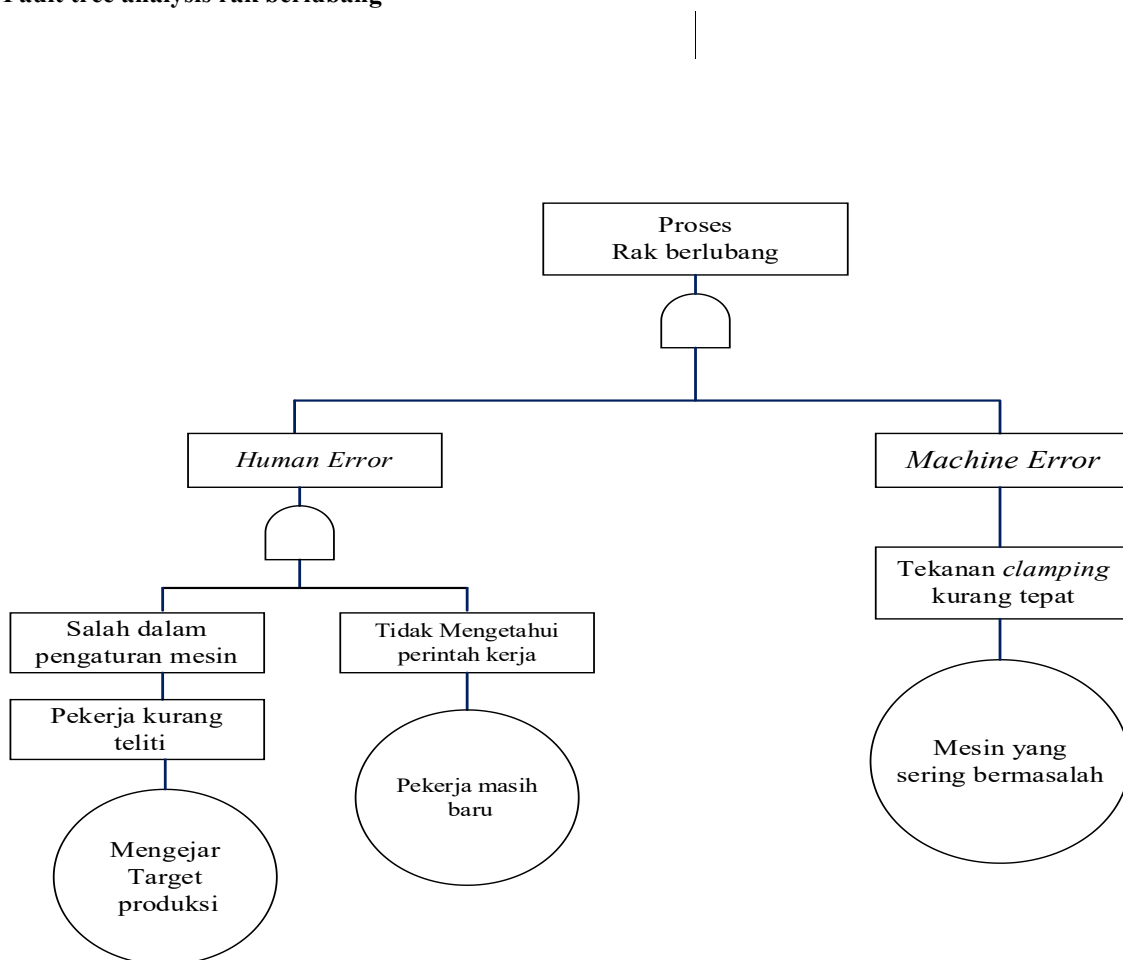 Fault tree analysis rak berlubang
Proses
Rak berlubang
Human Error
Machine Error
Salah dalam
pengaturan mesin
Tidak Mengetahui
perintah kerja
Tekanan clamping
kurang tepat
Pekerja kurang
teliti
Pekerja masih
baru
Mesin yang
sering bermasalah
Mengejar
Target
produksi